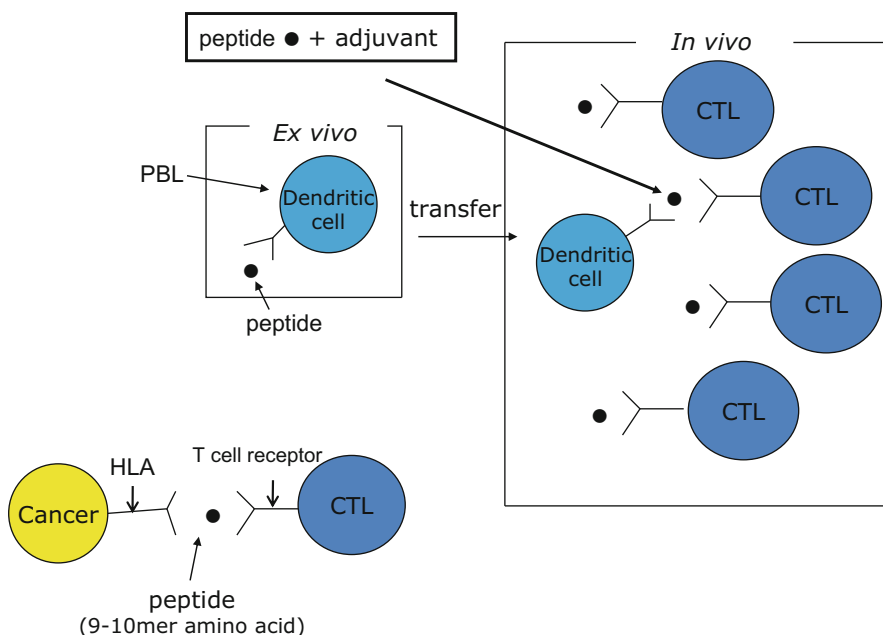 peptide ● + adjuvant
In vivo
CTL
Ex vivo
PBL
Dendritic
cell
transfer
CTL
Dendritic
cell
peptide
CTL
CTL
HLA
T cell receptor
Cancer
CTL
peptide
(9-10mer amino acid)